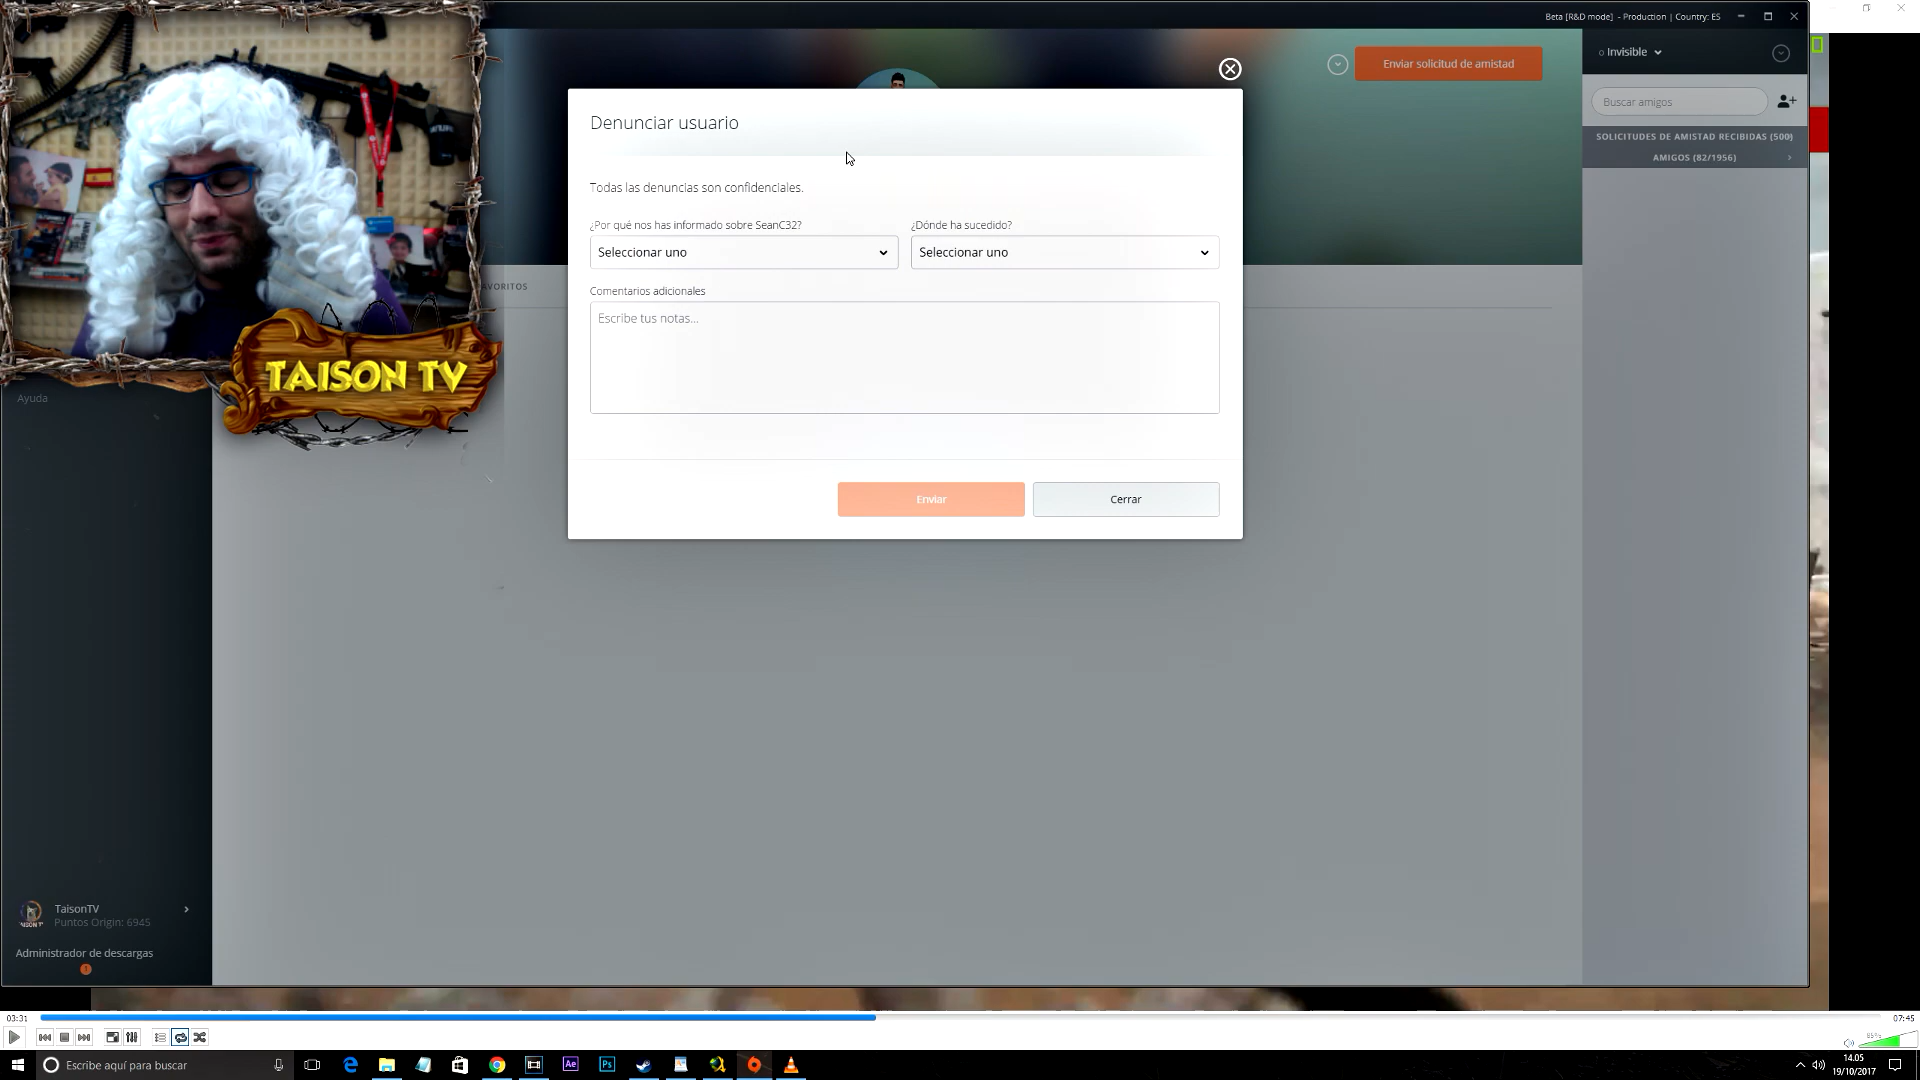 Beta [R&D mode] - Production | Country: ES
Invisible
Enviar solicitud de amistad
Buscar amigos
SOLICITUDES DE AMISTAD RECIBIDAS (500)
AMIGOS (82/1956)
Denunciar usuario
Todas las denuncias son confidenciales.
¿Por qué nos has informado sobre SeanC32?
¿Dónde ha sucedido?
Seleccionar uno
Seleccionar uno
Comentarios adicionales
Escribe tus notas...
Enviar
Cerrar
AVORITOS
TAISON TV
Ayuda
TaisonTV
Puntos Origin: 6945
Administrador de descargas
03:31
07:45
85%
Escribe aquí para buscar
Ae
Ps
14.05
19/10/2017